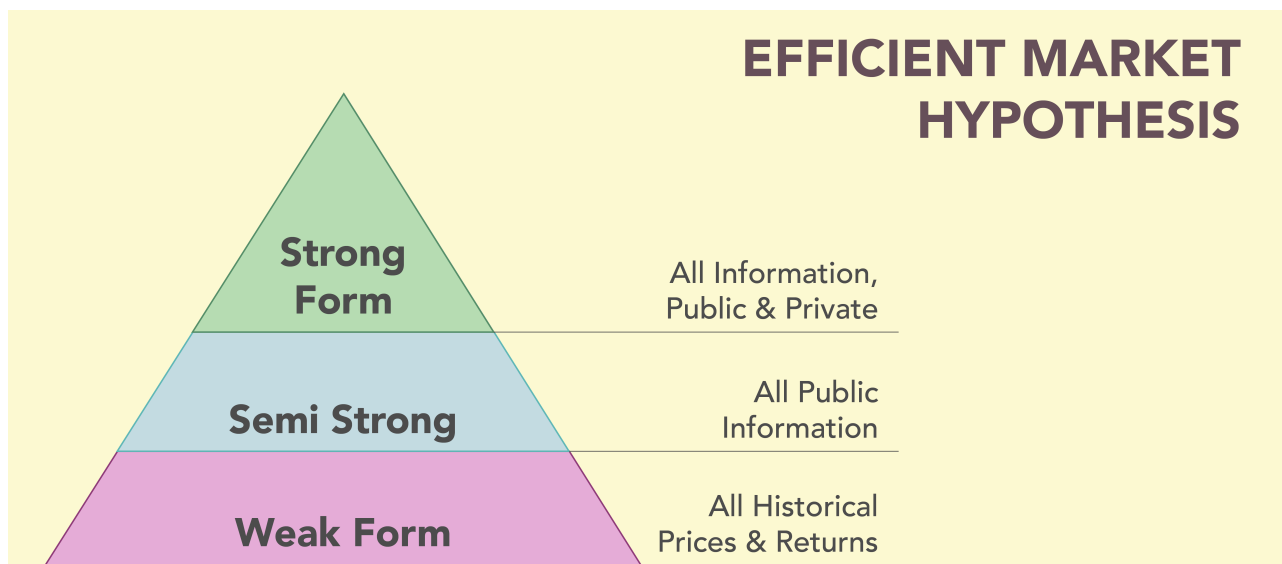 EFFICIENT MARKET
HYPOTHESIS
Strong
Form
All Information,
Public & Private
Semi Strong
All Public
Information
Weak Form
All Historical
Prices & Returns